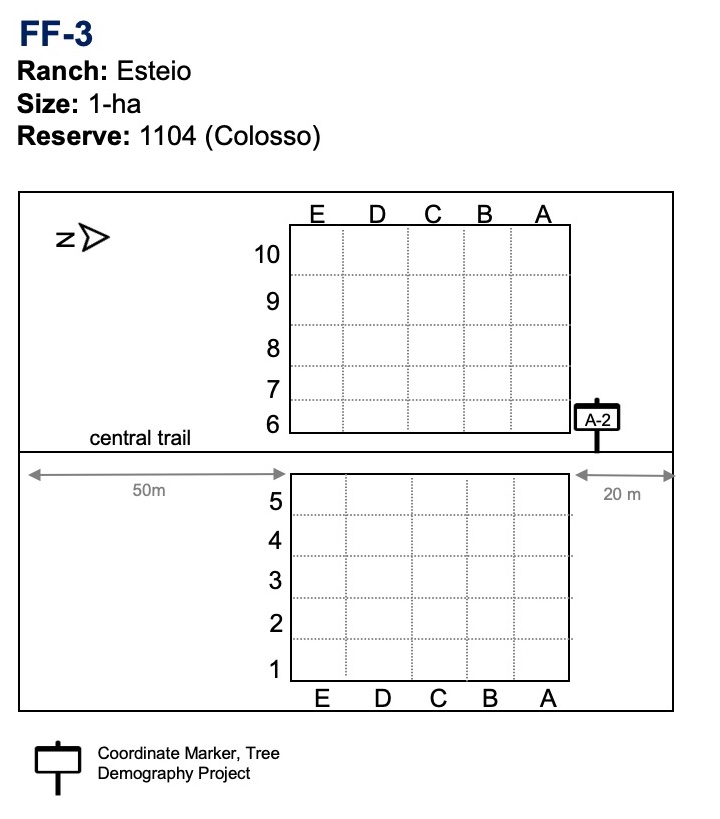 FF-3
Ranch: Esteio
Size: 1-ha
Reserve: 1104 (Colosso)
E D C B A
N
10
9
8
7
6
A-2
central trail
50m
20 m
5
4
3
2
1
E D C B A
Coordinate Marker, Tree
Demography Project